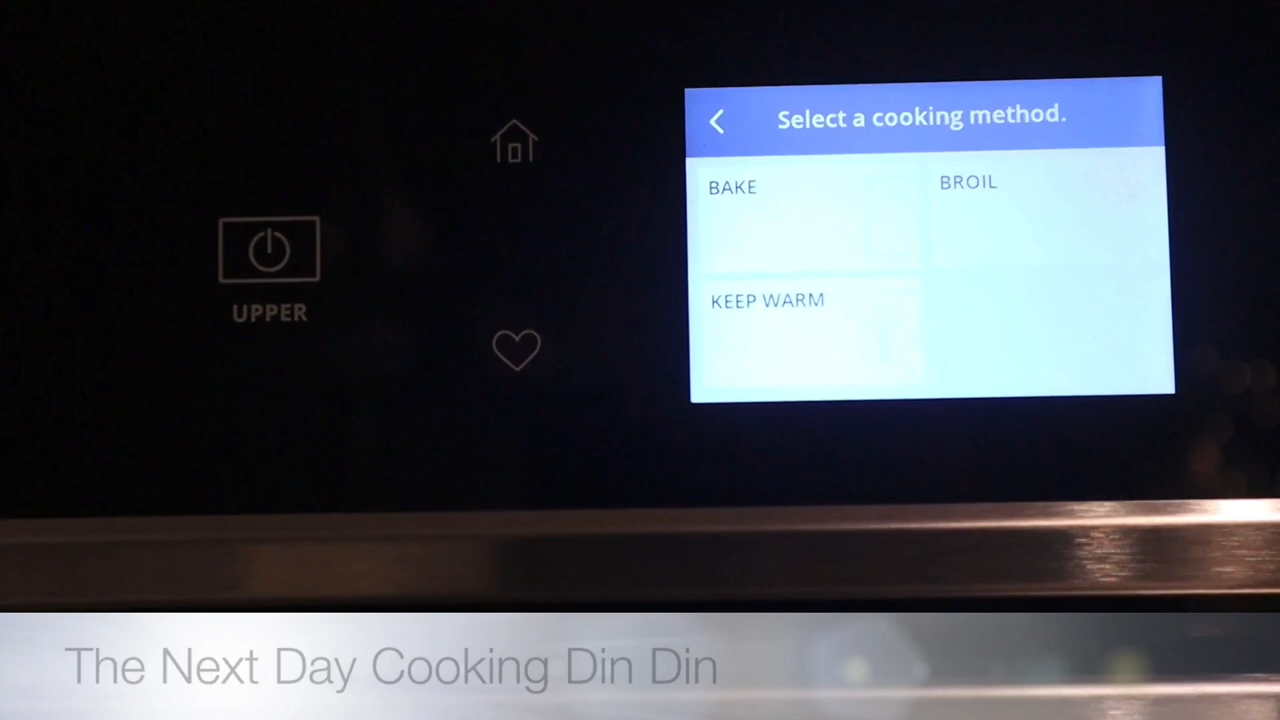 Select a cooking method.
BAKE
BROIL
KEEP WARM
UPPER
The Next Day Cooking Din Din